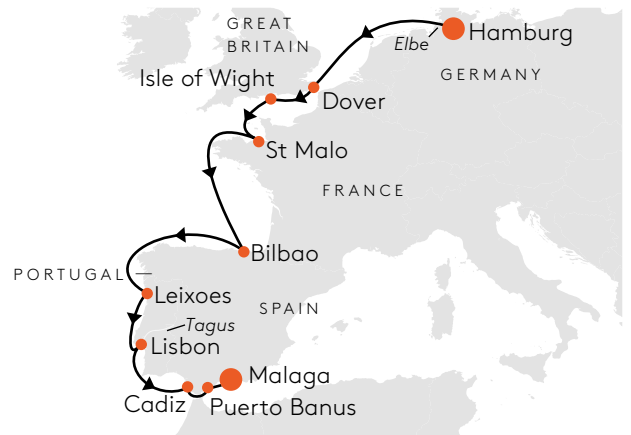 GREAT
BRITAIN
Elbe
Hamburg
GERMANY
Isle of Wight
Dover
St Malo
FRANCE
Bilbao
PORTUGAL
Leixoes
SPAIN
Tagus
Lisbon
Malaga
Cadiz
Puerto Banus